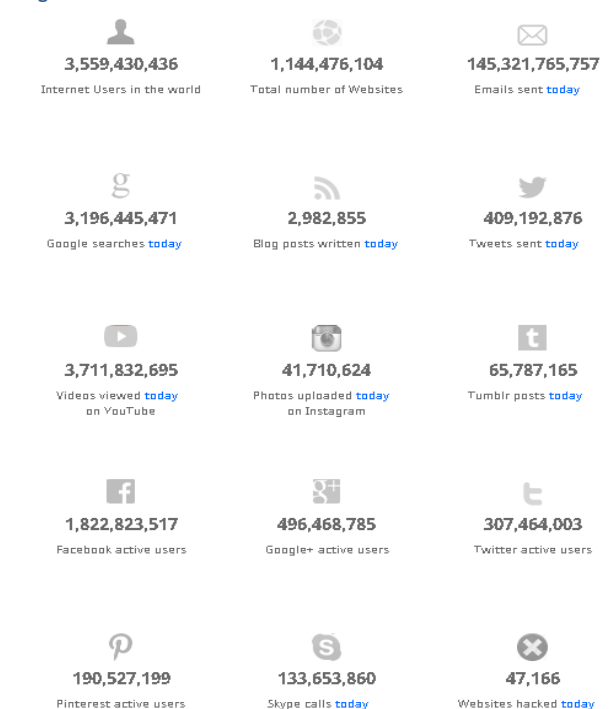 3,559,430,436
Internet Users in the world
1,144,476,104
Total number of Websites
145,321,765,757
Emails sent today
3,196,445,471
Google searches today
2,982,855
Blog posts written today
409,192,876
Tweets sent today
3,711,832,695
Videos viewed today
on YouTube
41,710,624
Photos uploaded today
on Instagram
65,787,165
Tumblr posts today
1,822,823,517
Facebook active users
496,468,785
Google+ active users
307,464,003
Twitter active users
190,527,199
Pinterest active users
133,653,860
Skype calls today
47,166
Websites hacked today